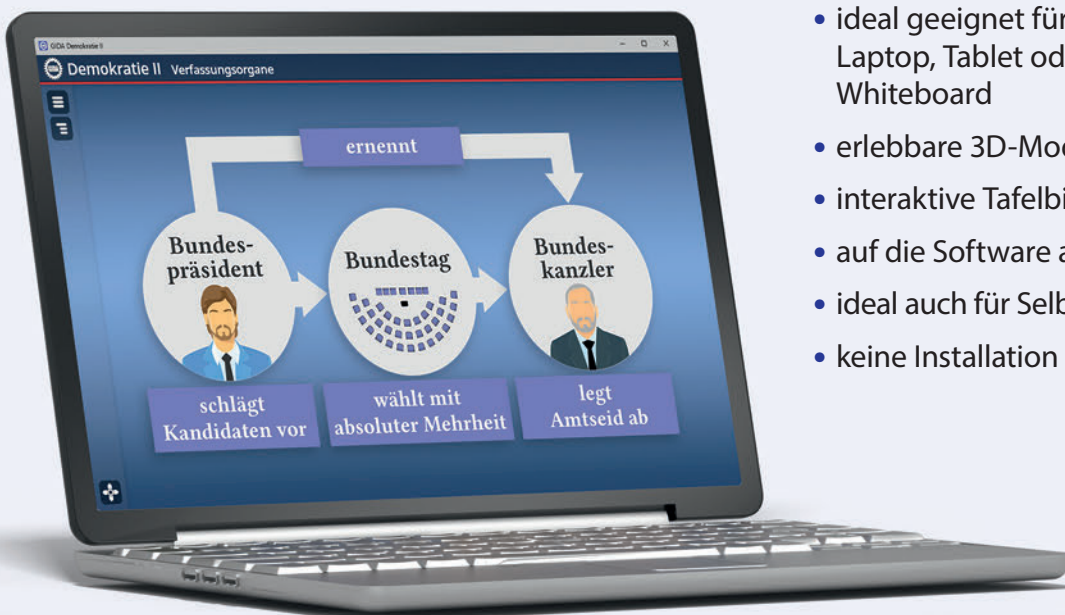 GIDA Demokratie II
Demokratie II Verfassungsorgane
ernennt
Bundes-
präsident
Bundestag
Bundes-
kanzler
schlägt
Kandidaten vor
wählt mit
absoluter Mehrheit
legt
Amtseid ab
• ideal geeignet für
Laptop, Tablet od
Whiteboard
• erlebbare 3D-Mod
• interaktive Tafelbi
• auf die Software a
• ideal auch für Selb
• keine Installation